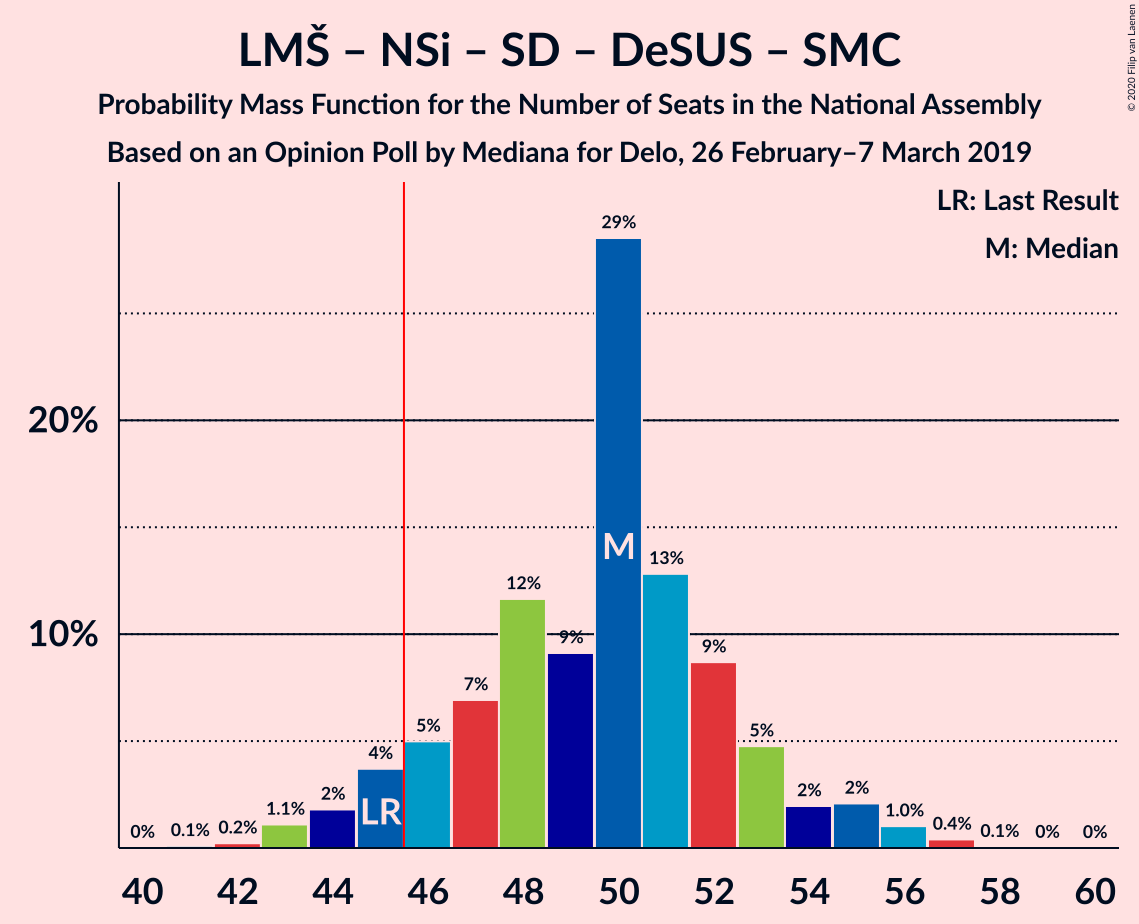 LMŠ – NSi – SD – DeSUS – SMC
Probability Mass Function for the Number of Seats in the National Assembly
Based on an Opinion Poll by Mediana for Delo, 26 February–7 March 2019
© 2020 Filip van Laenen
LR: Last Result
M: Median
20%
10%
0%
0.1%
0.2%
1.1%
2%
4%
5%
7%
12%
9%
29%
13%
9%
5%
2%
2%
1.0%
0.4%
0.1%
0%
0%
LR
M
40 42 44 46 48 50 52 54 56 58 60